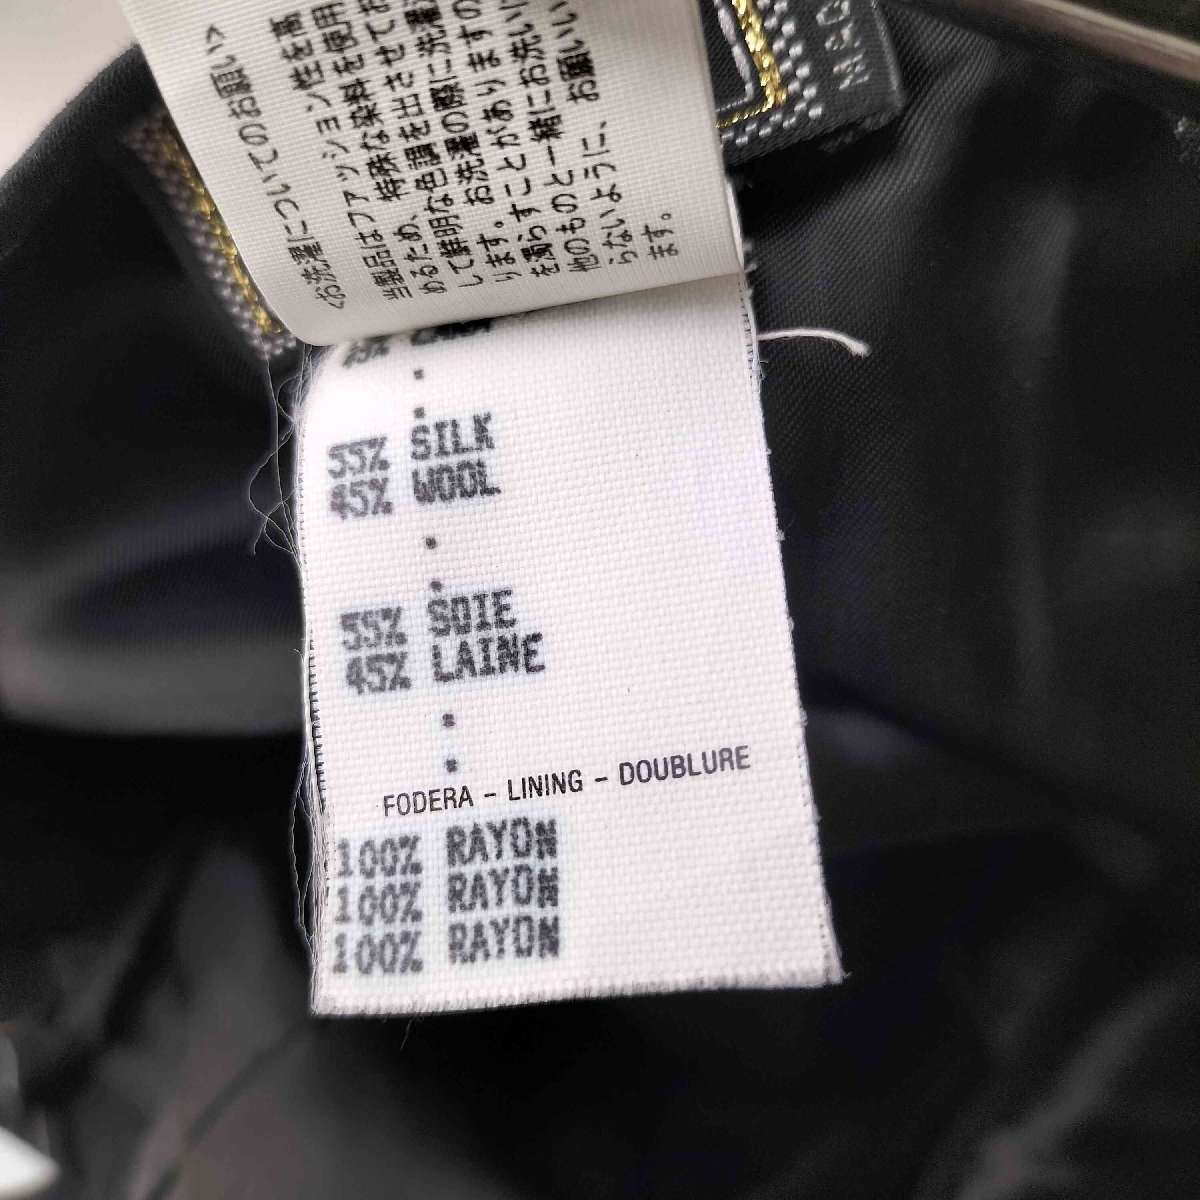 <お洗濯についてのお願い>
当製品はファッション性を高
めるため、特殊な染料を使用
して鮮明な色調を出させてお
ります。お洗濯の際に洗濯
を濁らすことがありますの
他のものと一緒にお洗いに
らないように、お願いい
ます。
55% SILK
45% WOOL
55% SOIE
45% LAINE
FODERA - LINING - DOUBLURE
100% RAYON
100% RAYON
100% RAYON